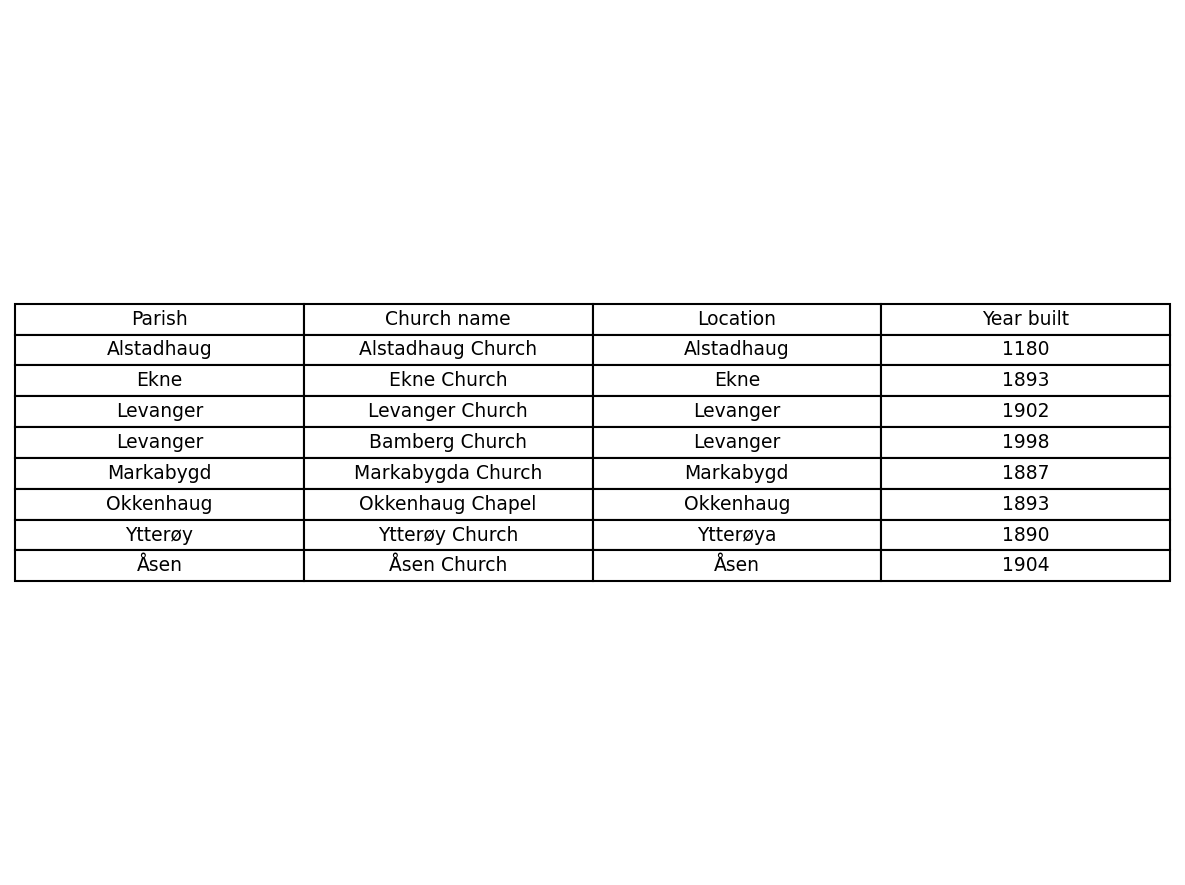 Parish Church name Location Year built
Alstadhaug Alstadhaug Church Alstadhaug 1180
Ekne Ekne Church Ekne 1893
Levanger Levanger Church Levanger 1902
Levanger Bamberg Church Levanger 1998
Markabygd Markabygda Church Markabygd 1887
Okkenhaug Okkenhaug Chapel Okkenhaug 1893
Ytterøy Ytterøy Church Ytterøya 1890
Åsen Åsen Church Åsen 1904